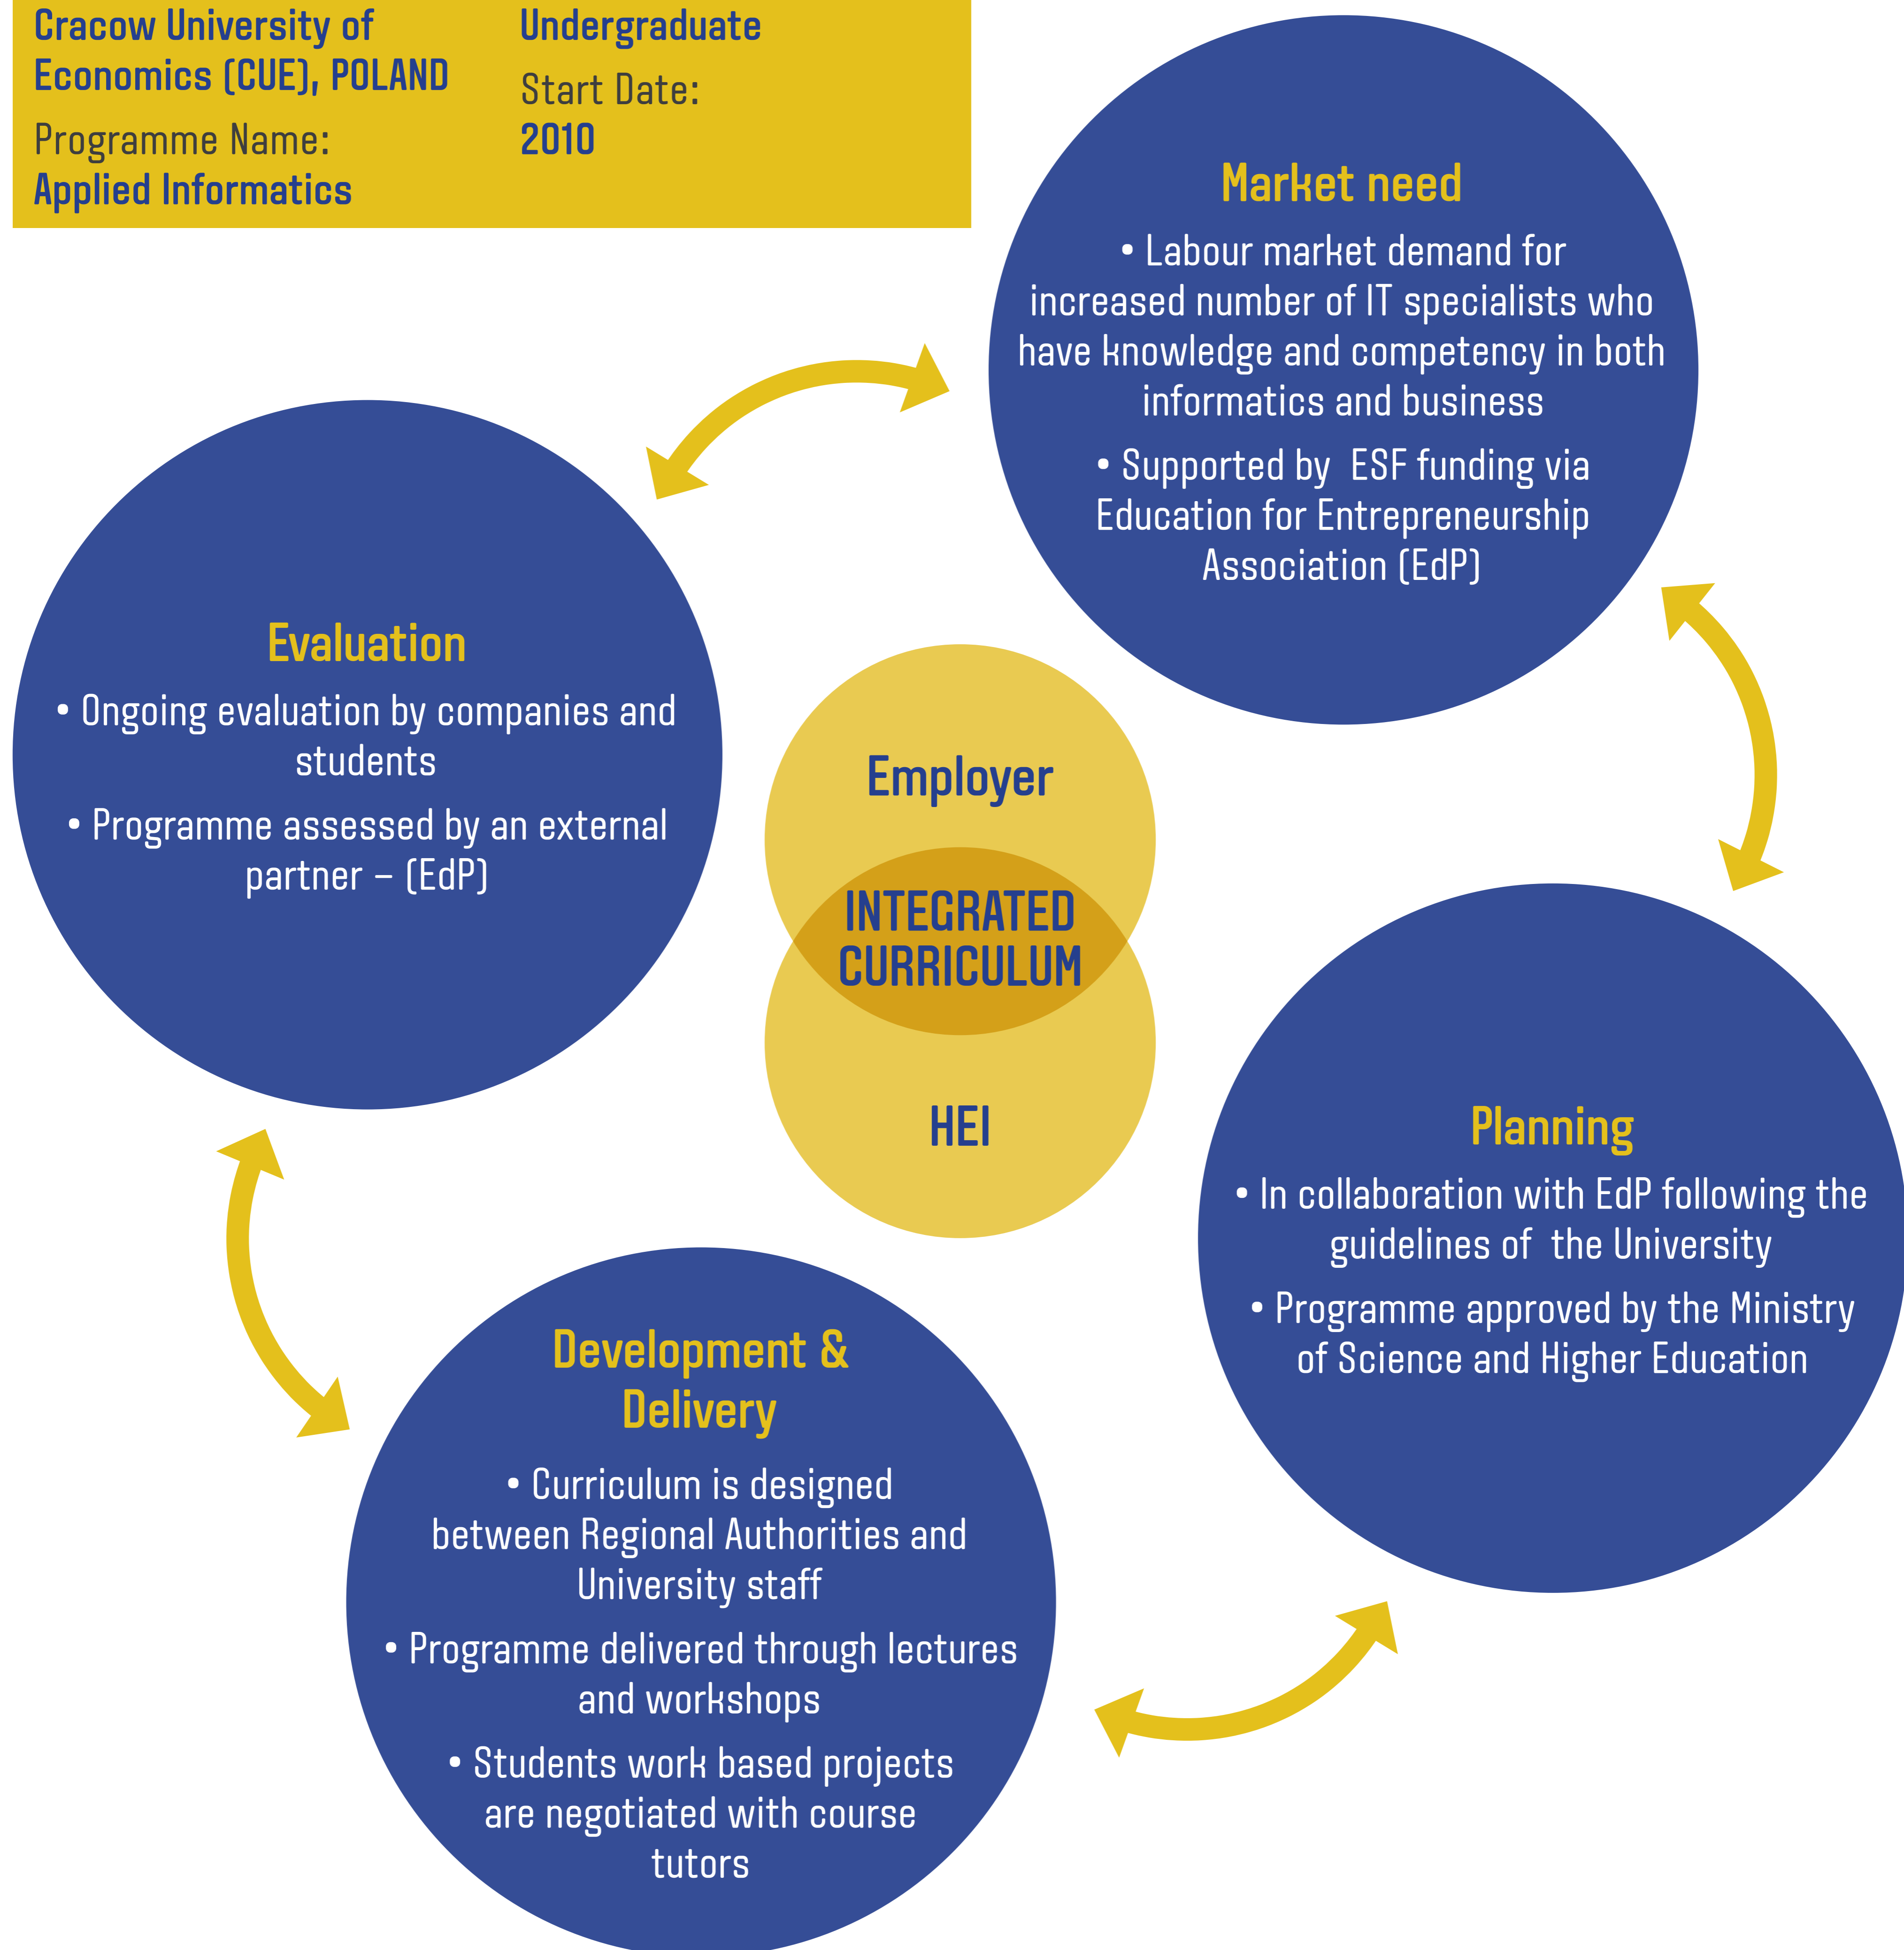 Cracow University of
Economics (CUE), POLAND
Programme Name:
Applied Informatics
Undergraduate
Start Date:
2010
Market need
• Labour market demand for
increased number of IT specialists who
have knowledge and competency in both
informatics and business
• Supported by ESF funding via
Education for Entrepreneurship
Association (EdP)
Evaluation
• Ongoing evaluation by companies and
students
• Programme assessed by an external
partner – (EdP)
Employer
INTEGRATED
CURRICULUM
HEI
Planning
• In collaboration with EdP following the
guidelines of the University
• Programme approved by the Ministry
of Science and Higher Education
Development &
Delivery
• Curriculum is designed
between Regional Authorities and
University staff
• Programme delivered through lectures
and workshops
• Students work based projects
are negotiated with course
tutors